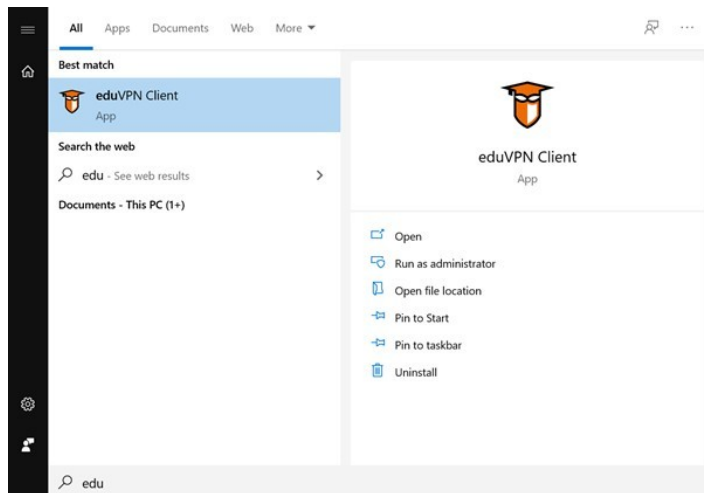 All Apps Documents Web More
Best match
eduVPN Client
App
Search the web
edu - See web results
Documents - This PC (1+)
eduVPN Client
App
Open
Run as administrator
Open file location
Pin to Start
Pin to taskbar
Uninstall
edu